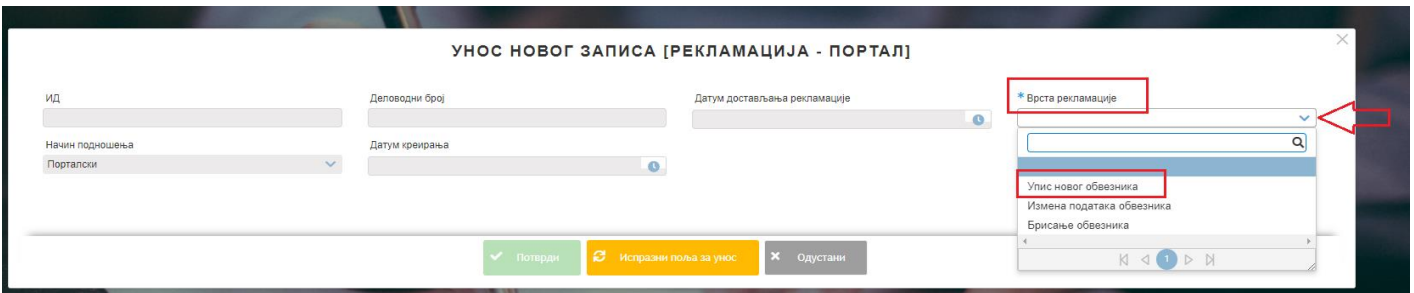 УНОС НОВОГ ЗАПИСА [РЕКЛАМАЦИЈА - ПОРТАЛ]
ИД
Деловодни број
Датум достављања рекламације
* Врста рекламације
Начин подношења
Порталски
Датум креирања
Упис новог обвезника
Измена података обвезника
Брисање обвезника
1
Потврди
Испразни поља за унос
Одустани